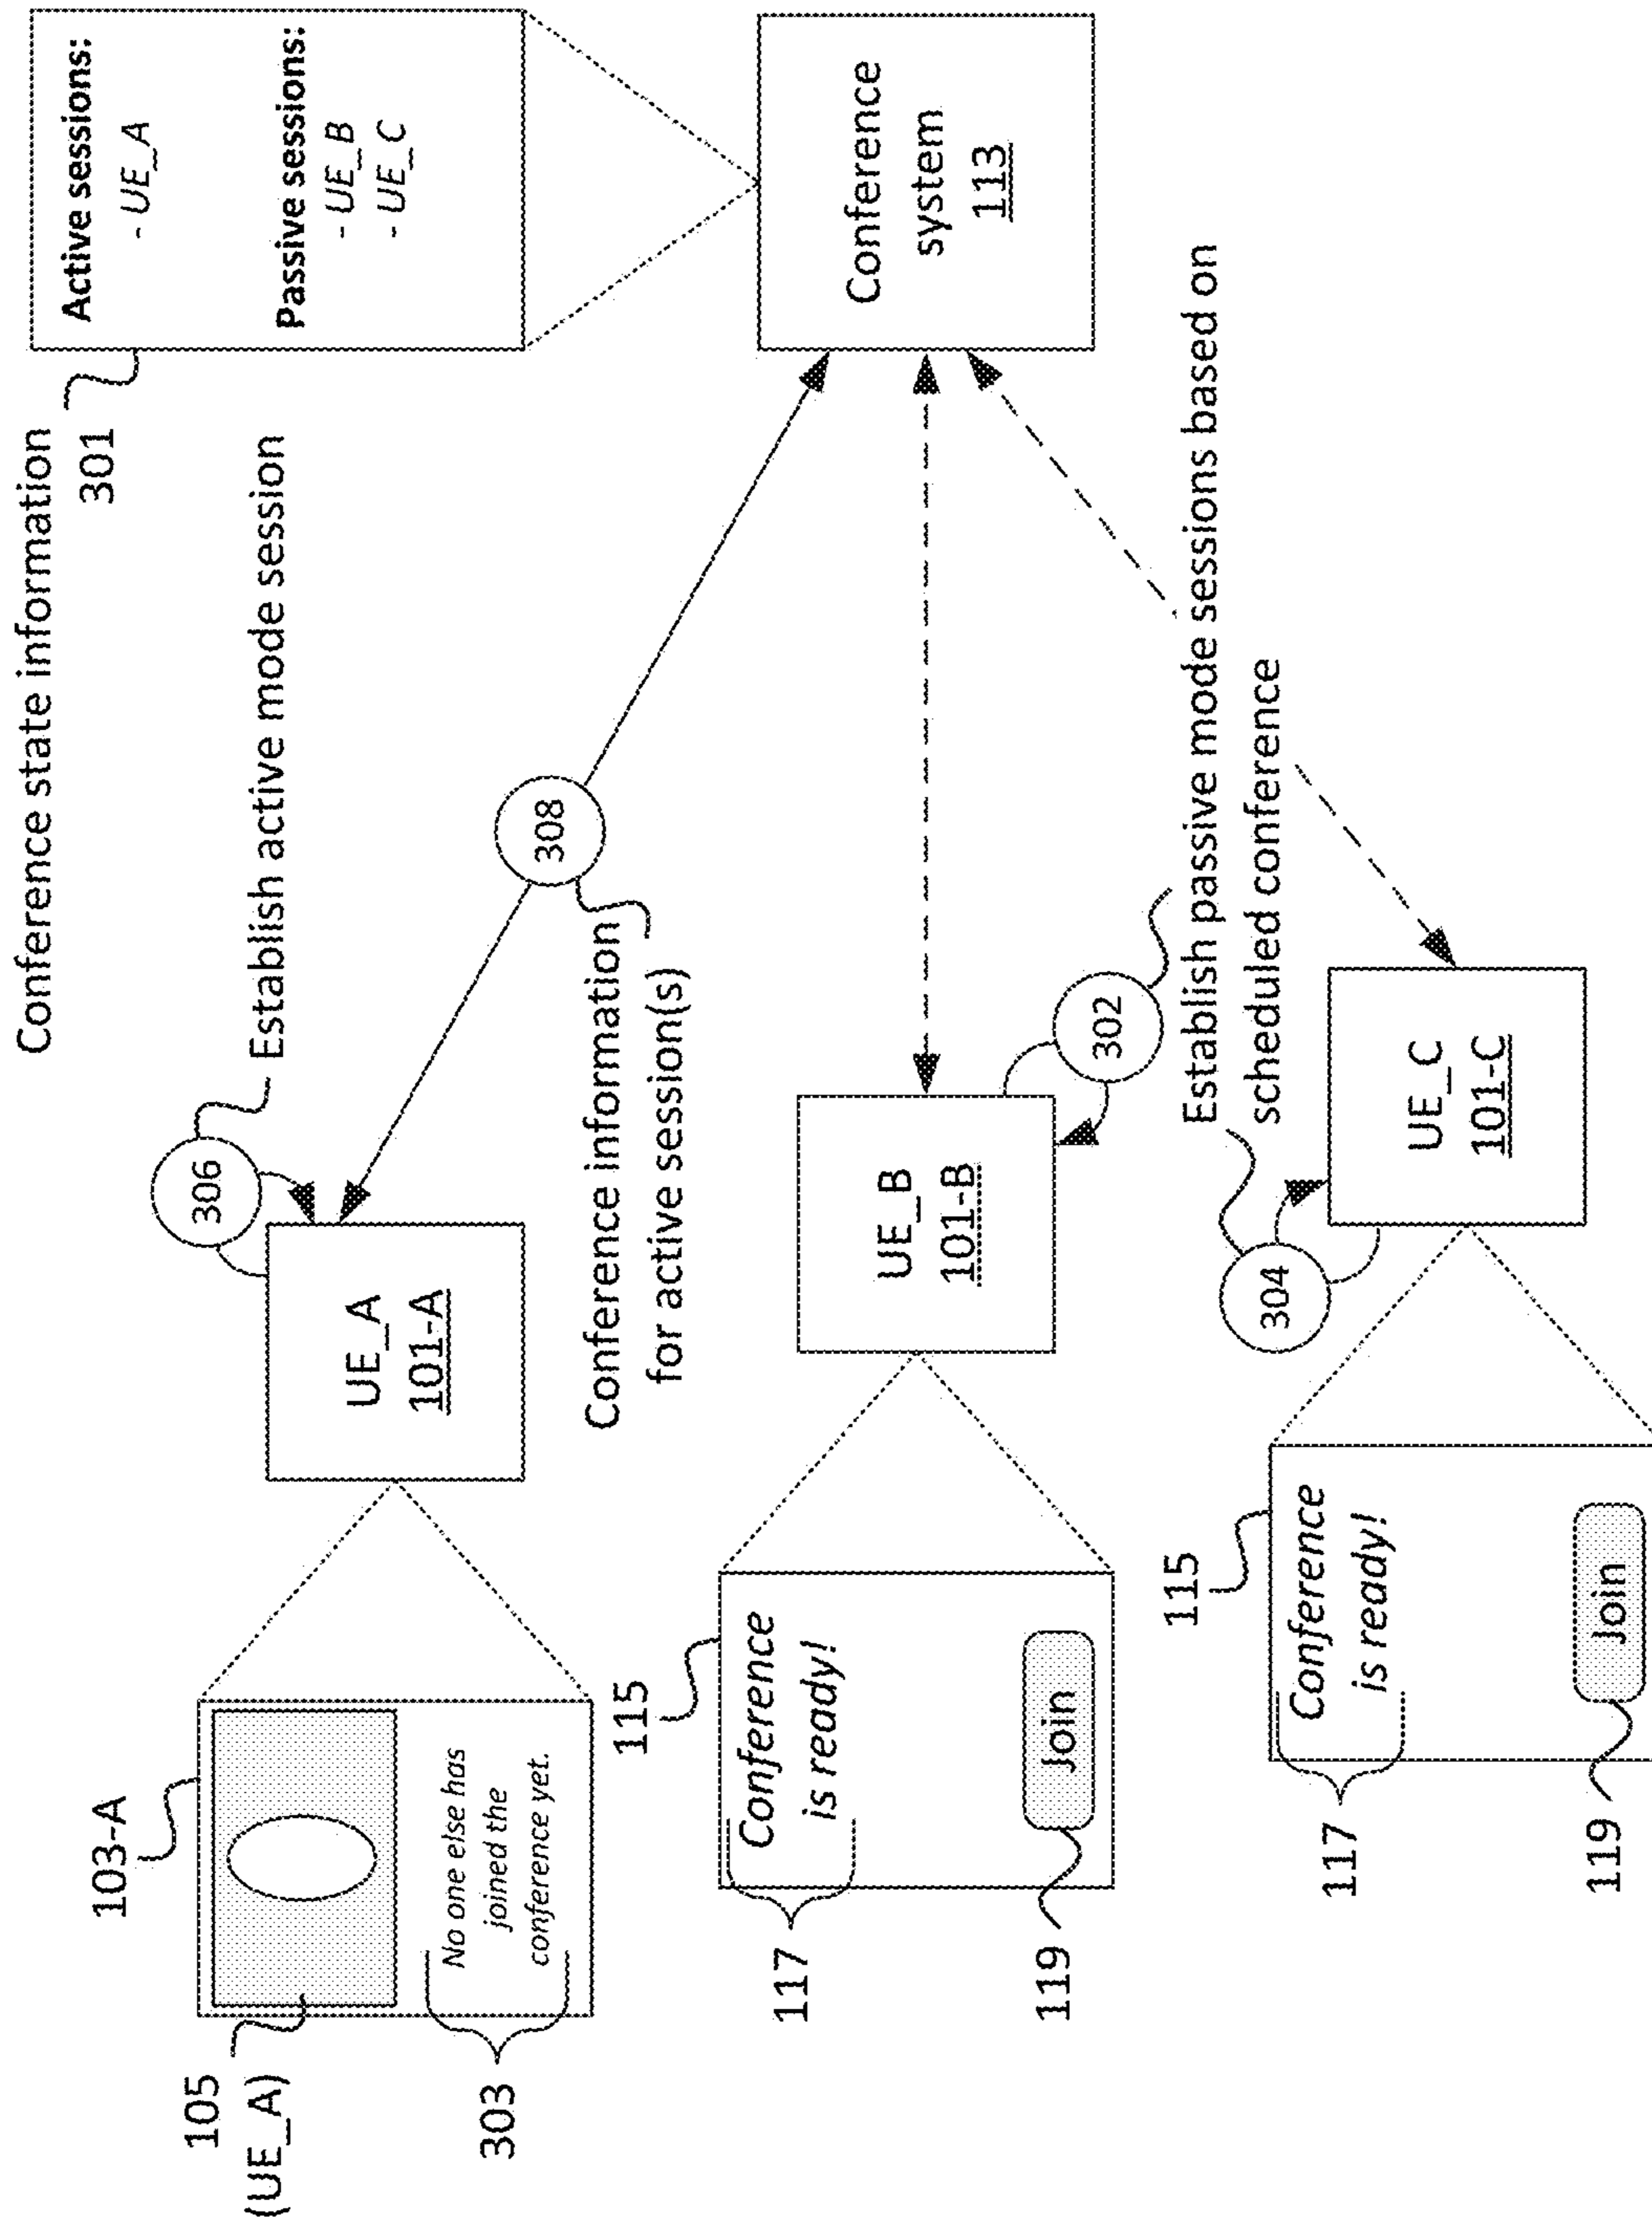 Conference state information
301
Active sessions:
- UE_A
Passive sessions:
- UE_B
- UE_C
306
Establish active mode session
103-A
105
(UE_A)
No one else has
joined the
conference yet.
303
UE_A
101-A
308
Conference information
for active session(s)
Conference
system
113
115
Conference
is ready!
117
Join
119
UE_B
101-B
302
Establish passive mode sessions based on
scheduled conference
304
UE_C
101-C
115
Conference
is ready!
117
Join
119